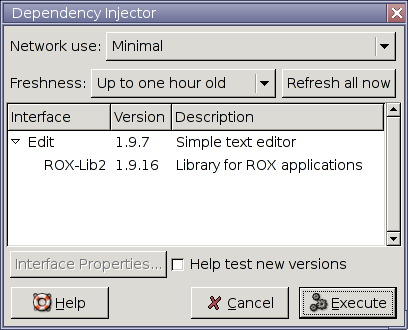 Dependency Injector
Network use: Minimal
Freshness: Up to one hour old Refresh all now
Interface Version Description
Edit 1.9.7 Simple text editor
ROX-Lib2 1.9.16 Library for ROX applications
Interface Properties... Help test new versions
Help Cancel Execute